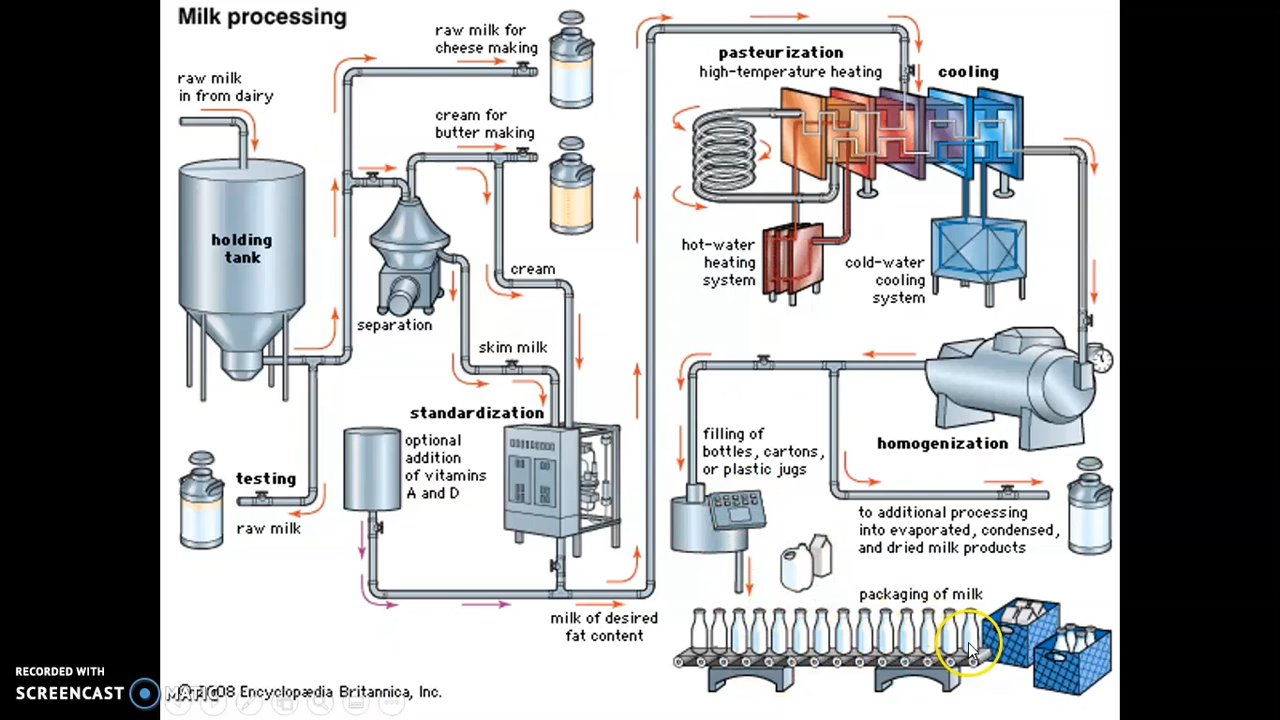 Milk processing
raw milk
in from dairy
holding
tank
testing
raw milk
raw milk for
cheese making
cream for
butter making
separation
cream
skim milk
standardization
optional
addition
of vitamins
A and D
milk of desired
fat content
pasteurization
high-temperature heating
cooling
hot-water
heating
system
cold-water
cooling
system
homogenization
filling of
bottles, cartons,
or plastic jugs
to additional processing
into evaporated, condensed,
and dried milk products
packaging of milk
© 2008 Encyclopædia Britannica, Inc.
RECORDED WITH
SCREENCAST MATIC